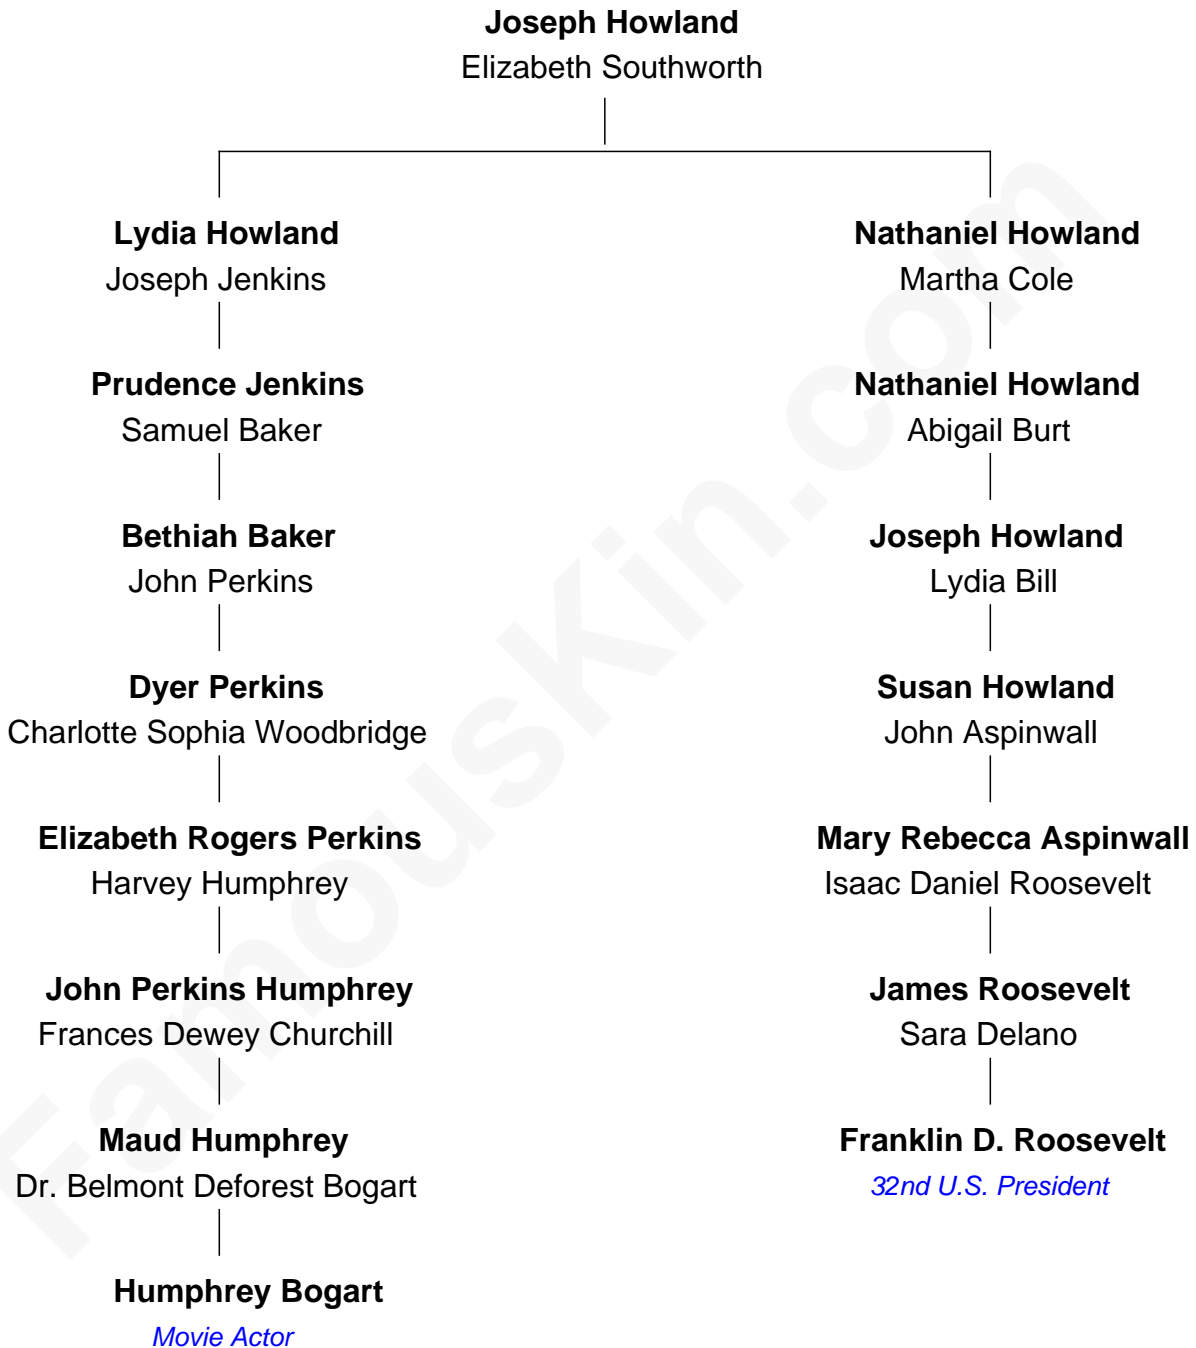 Joseph Howland
Elizabeth Southworth
Lydia Howland
Joseph Jenkins
Nathaniel Howland
Martha Cole
Prudence Jenkins
Samuel Baker
Nathaniel Howland
Abigail Burt
Bethiah Baker
John Perkins
Joseph Howland
Lydia Bill
Dyer Perkins
Charlotte Sophia Woodbridge
Susan Howland
John Aspinwall
Elizabeth Rogers Perkins
Harvey Humphrey
Mary Rebecca Aspinwall
Isaac Daniel Roosevelt
John Perkins Humphrey
Frances Dewey Churchill
James Roosevelt
Sara Delano
Maud Humphrey
Dr. Belmont Deforest Bogart
Franklin D. Roosevelt
32nd U.S. President
Humphrey Bogart
Movie Actor
FamousKin.com